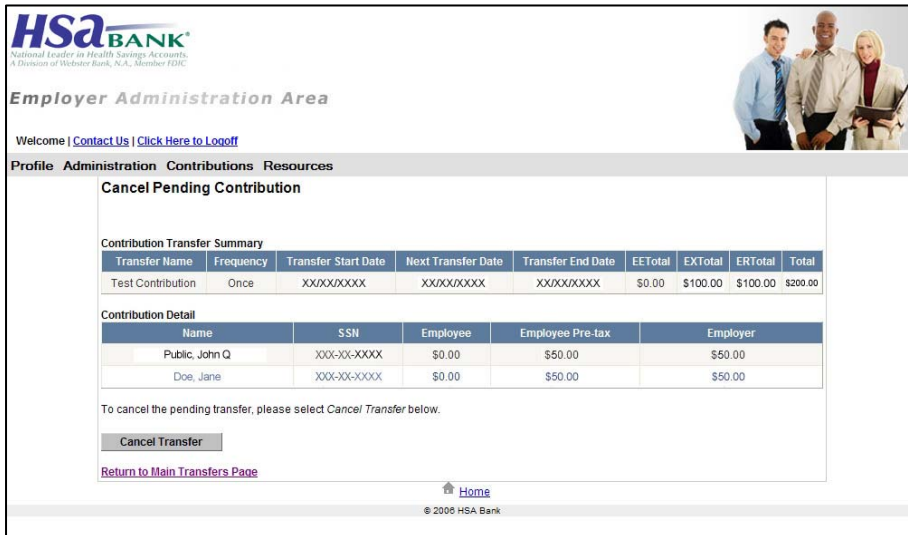 HSA BANK®
National Leader in Health Savings Accounts.
A Division of Webster Bank, N.A., Member FDIC
Employer Administration Area
Welcome | Contact Us | Click Here to Logoff
Profile Administration Contributions Resources
Cancel Pending Contribution
Contribution Transfer Summary
Transfer Name Frequency Transfer Start Date Next Transfer Date Transfer End Date EETotal EXTotal ERTotal Total
Test Contribution Once XX/XX/XXXX XX/XX/XXXX XX/XX/XXXX $0.00 $100.00 $100.00 $200.00
Contribution Detail
Name SSN Employee Employee Pre-tax Employer
Public, John Q XXX-XX-XXXX $0.00 $50.00 $50.00
Doe, Jane XXX-XX-XXXX $0.00 $50.00 $50.00
To cancel the pending transfer, please select Cancel Transfer below.
Cancel Transfer
Return to Main Transfers Page
Home
© 2006 HSA Bank